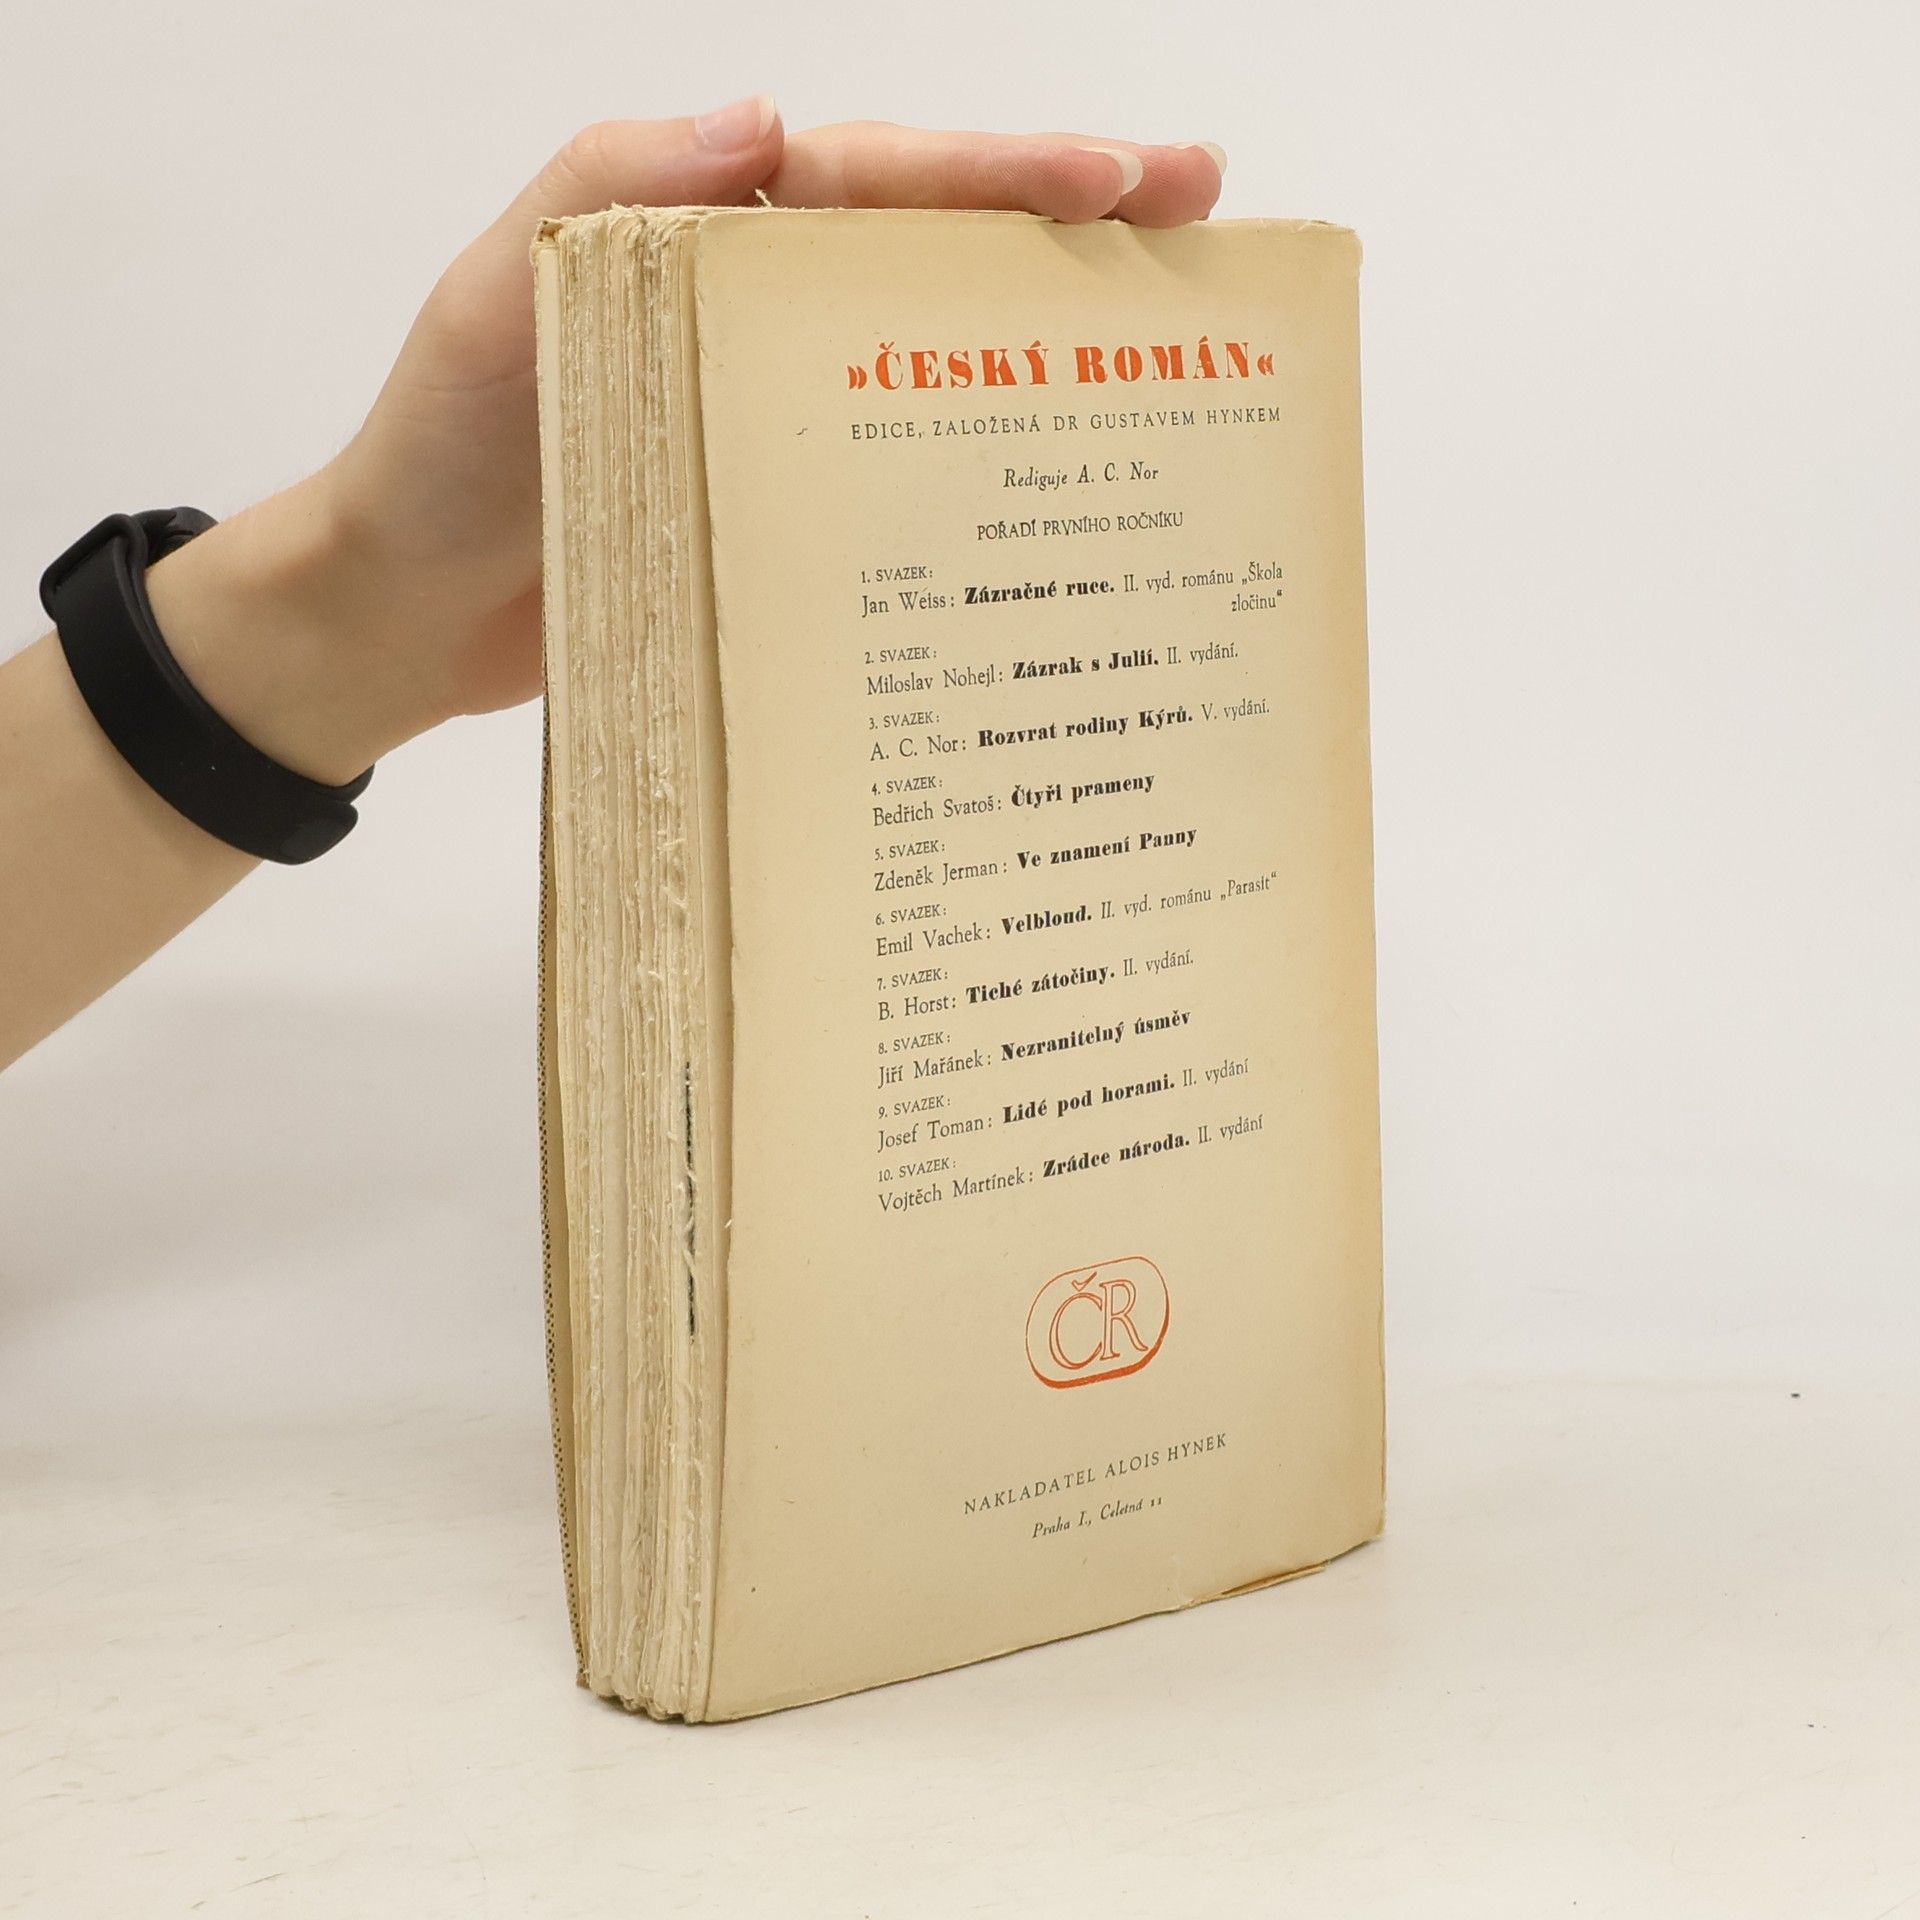 »ČESKÝ ROMÁN«
EDICE, ZALOŽENÁ DR GUSTAVEM HYNKEM
Rediguje A. C. Nor
POŘADÍ PRVNÍHO ROČNÍKU
1. SVAZEK:
Jan Weiss: Zázračné ruce. II. vyd. románu „Škola
zločinu“
2. SVAZEK:
Miloslav Nohejl: Zázrak s Julií. II. vydání.
3. SVAZEK:
A. C. Nor: Rozvrat rodiny Kýrů. V. vydání.
4. SVAZEK:
Bedřich Svatoš: Čtyři prameny
5. SVAZEK:
Zdeněk Jerman: Ve znamení Panny
6. SVAZEK:
Emil Vachek: Velbloud. II. vyd. románu „Parasit“
7. SVAZEK:
B. Horst: Tiché zátočiny. II. vydání.
8. SVAZEK:
Jiří Mařánek: Nezranitelný úsměv
9. SVAZEK:
Josef Toman: Lidé pod horami. II. vydání
10. SVAZEK:
Vojtěch Martínek: Zrádce národa. II. vydání
ČR
NAKLADATEL ALOIS HYNEK
Praha I., Celetná 11